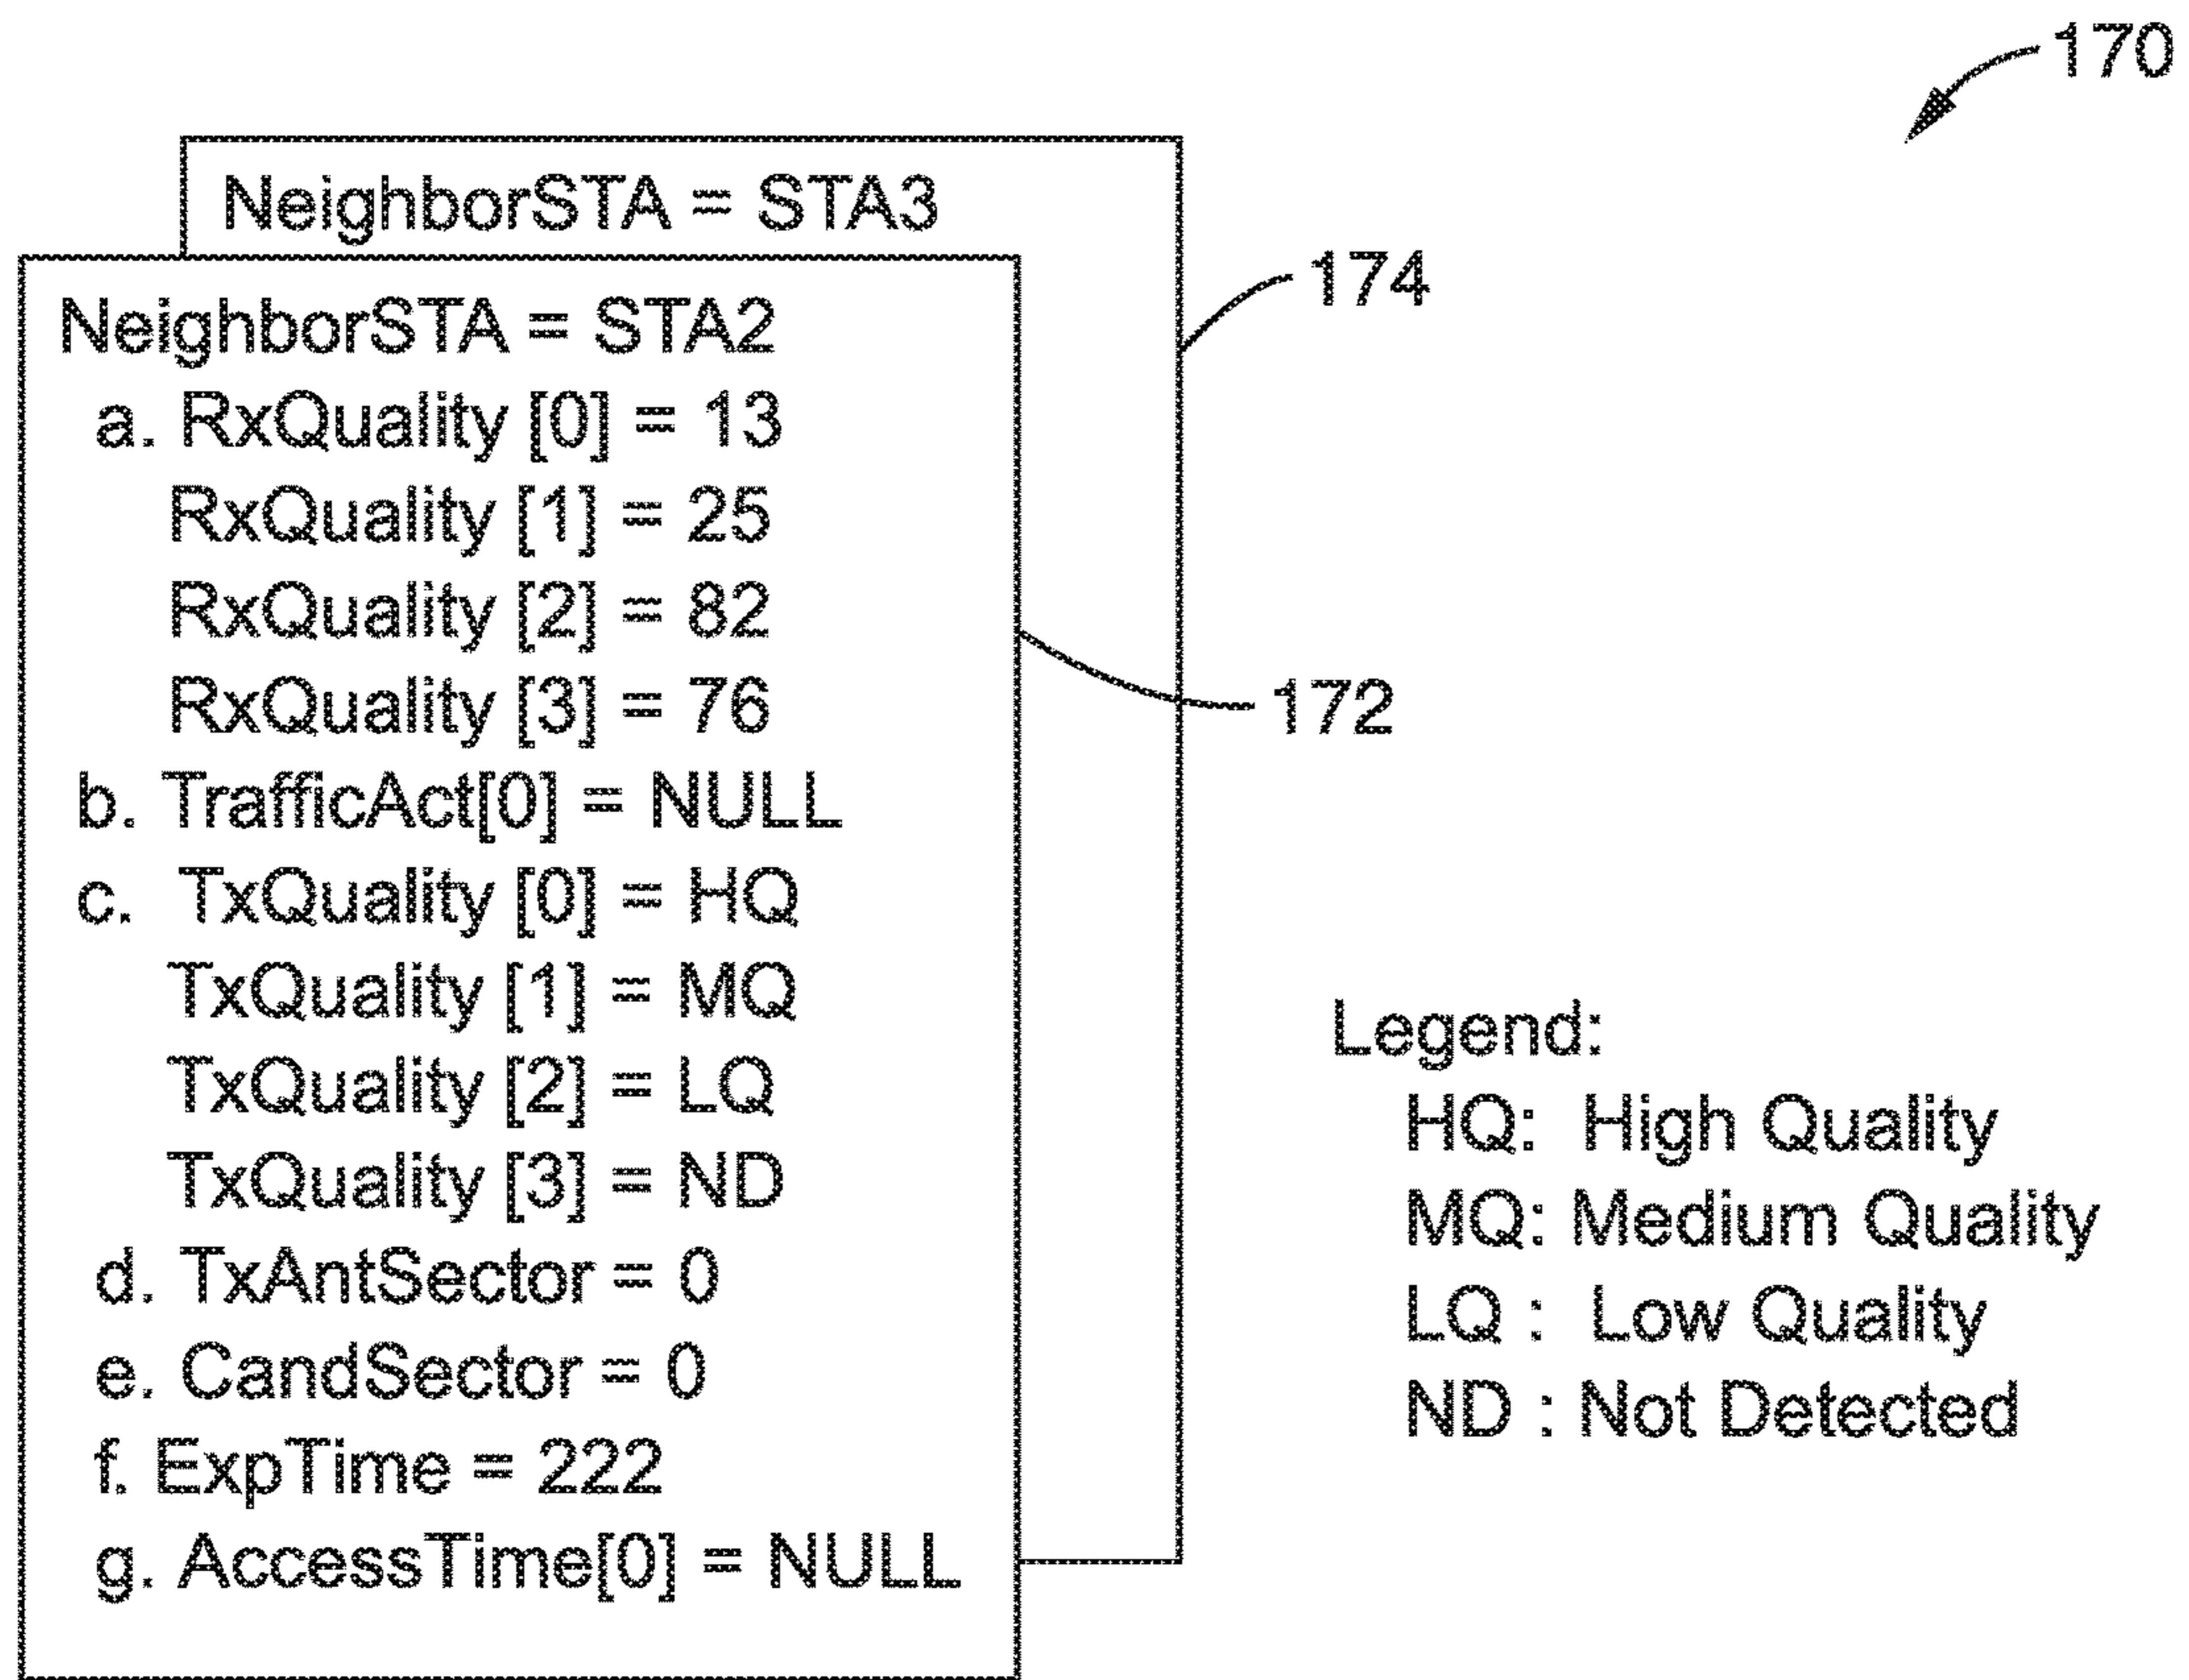 170
NeighborSTA = STA3
174
NeighborSTA = STA2
a. RxQuality [0] = 13
RxQuality [1] = 25
RxQuality [2] = 82
RxQuality [3] = 76
172
b. TrafficAct[0] = NULL
c. TxQuality [0] = HQ
TxQuality [1] = MQ
TxQuality [2] = LQ
TxQuality [3] = ND
d. TxAntSector = 0
e. CandSector = 0
f. ExpTime = 222
g. AccessTime[0] = NULL
Legend:
HQ: High Quality
MQ: Medium Quality
LQ : Low Quality
ND : Not Detected